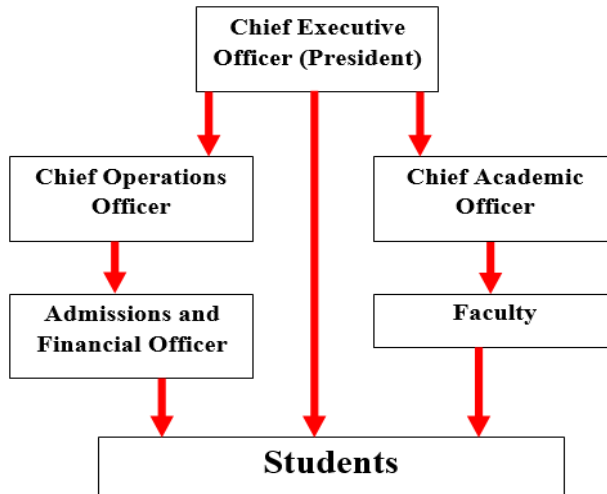 Chief Executive
Officer (President)
Chief Operations
Officer
Chief Academic
Officer
Admissions and
Financial Officer
Faculty
Students